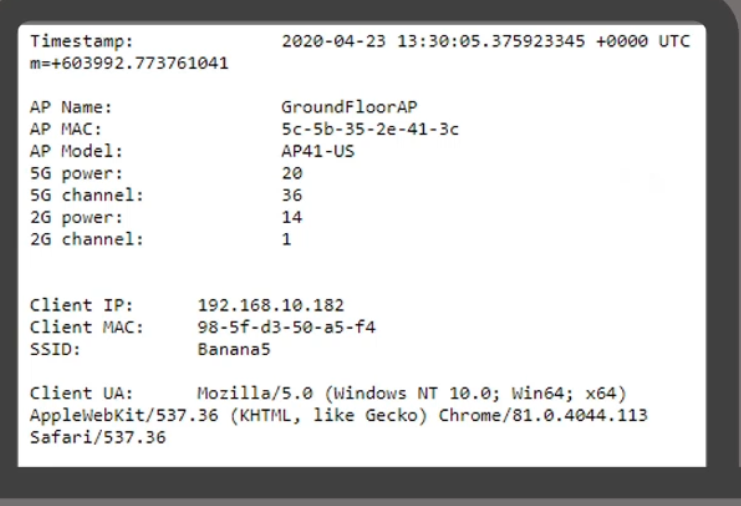 Timestamp: 2020-04-23 13:30:05.375923345 +0000 UTC
m=+603992.773761041
AP Name: GroundFloorAP
AP MAC: 5c-5b-35-2e-41-3c
AP Model: AP41-US
5G power: 20
5G channel: 36
2G power: 14
2G channel: 1
Client IP: 192.168.10.182
Client MAC: 98-5f-d3-50-a5-f4
SSID: Banana5
Client UA: Mozilla/5.0 (Windows NT 10.0; Win64; x64)
AppleWebKit/537.36 (KHTML, like Gecko) Chrome/81.0.4044.113
Safari/537.36